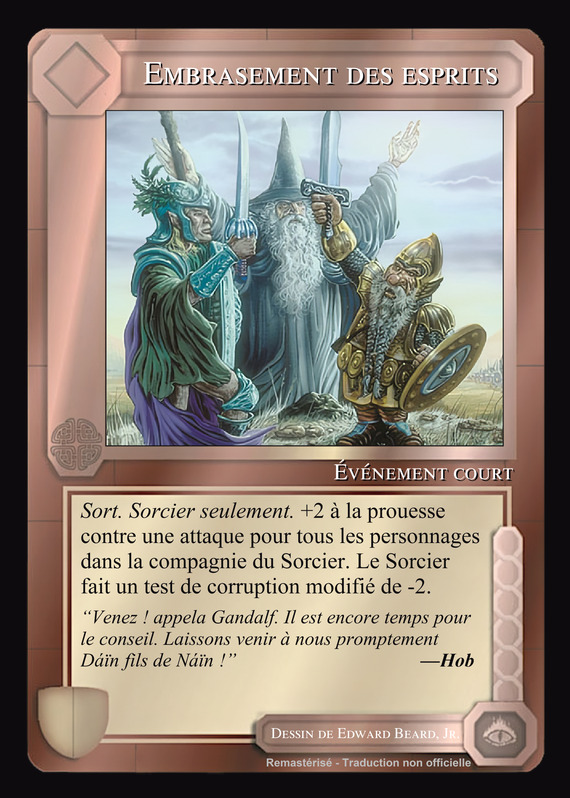 Embrasement des esprits
Événement court
Sort. Sorcier seulement. +2 à la prouesse
contre une attaque pour tous les personnages
dans la compagnie du Sorcier. Le Sorcier
fait un test de corruption modifié de -2.
“Venez ! appela Gandalf. Il est encore temps pour
le conseil. Laissons venir à nous promptement
Dáïn fils de Náïn !” —Hob
Dessin de Edward Beard, Jr.
Remastérisé - Traduction non officielle